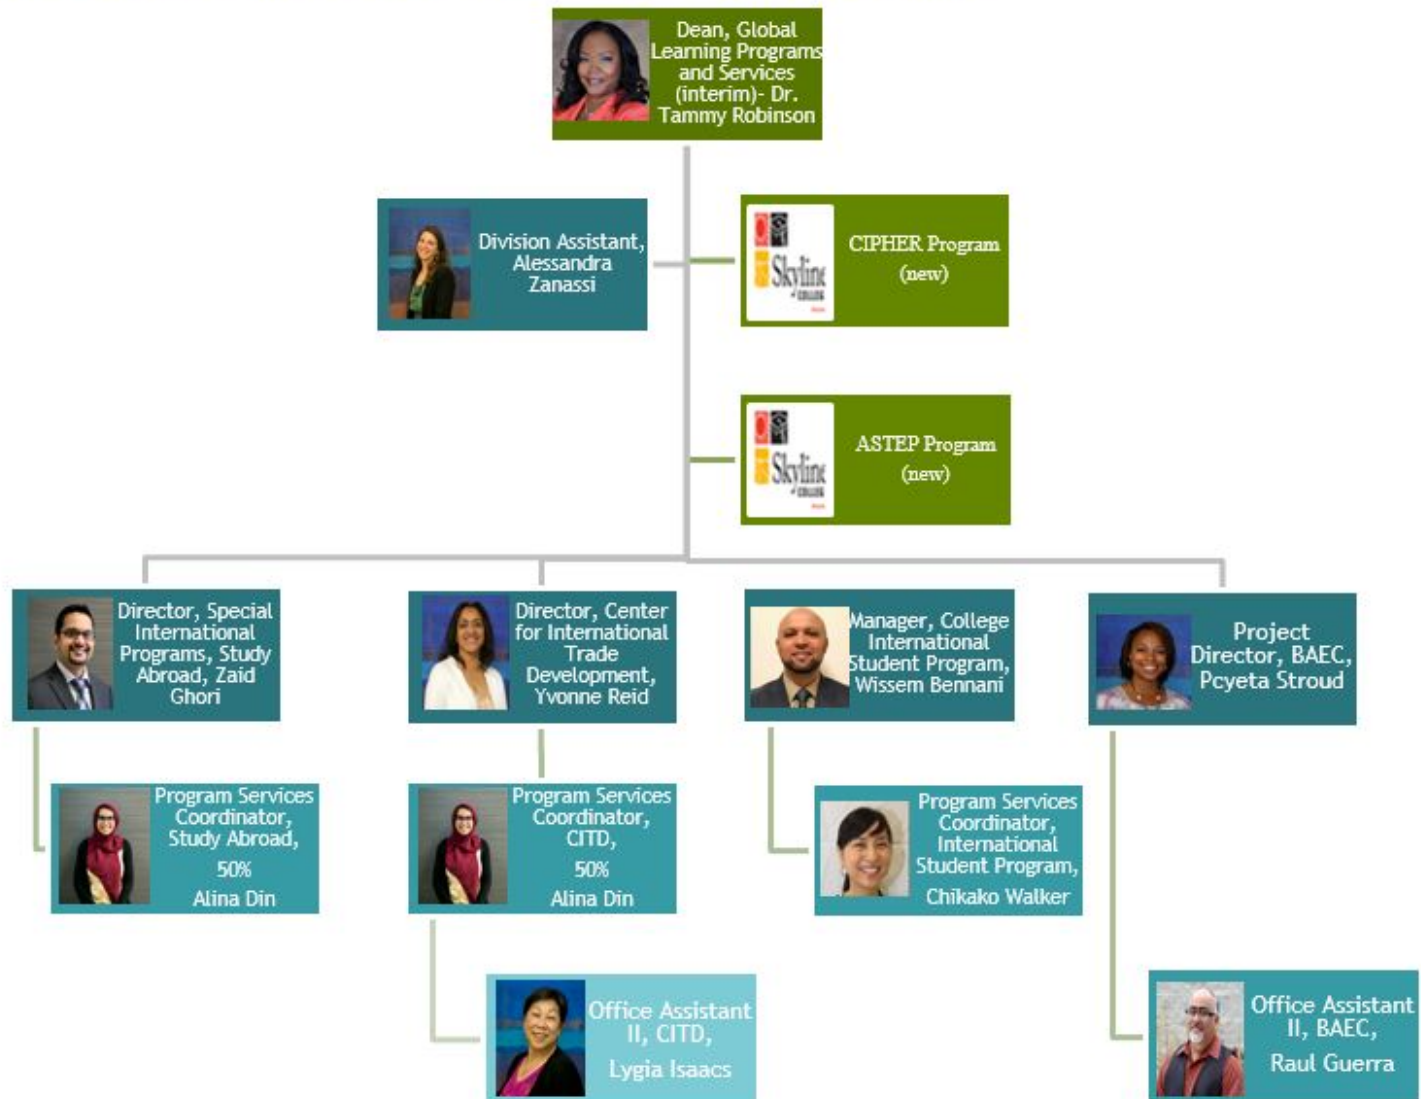 Dean, Global
Learning Programs
and Services
(interim)- Dr.
Tammy Robinson
Division Assistant,
Alessandra
Zanassi
Skyline
COLLEGE
CIPHER Program
(new)
Skyline
COLLEGE
ASTEP Program
(new)
Director, Special
International
Programs, Study
Abroad, Zaid
Ghori
Director, Center
for International
Trade
Development,
Yvonne Reid
Manager, College
International
Student Program,
Wissem Bennani
Project
Director, BAEC,
Pcyeta Stroud
Program Services
Coordinator,
Study Abroad,
50%
Alina Din
Program Services
Coordinator,
CITD,
50%
Alina Din
Program Services
Coordinator,
International
Student Program,
Chikako Walker
Office Assistant
II, CITD,
Lygia Isaacs
Office Assistant
II, BAEC,
Raul Guerra